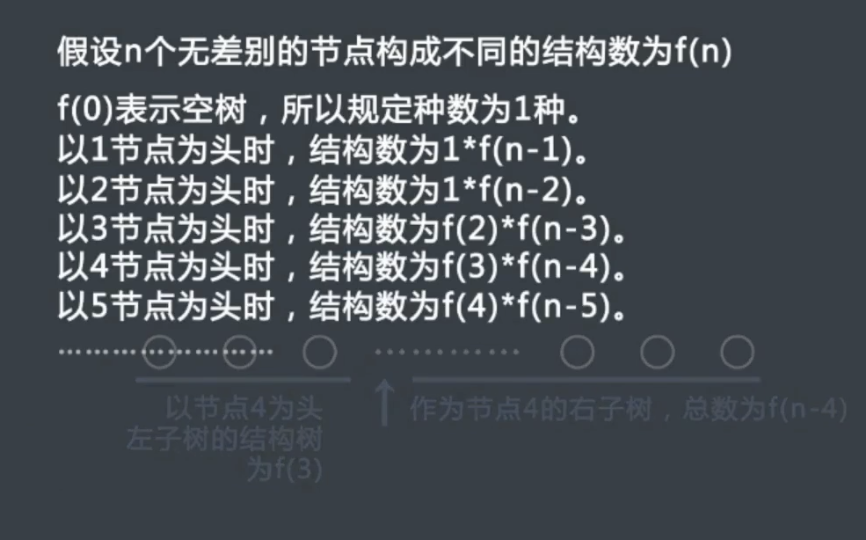 假设n个无差别的节点构成不同的结构数为f(n)
f(0)表示空树，所以规定种数为1种。
以1节点为头时，结构数为1*f(n-1)。
以2节点为头时，结构数为1*f(n-2)。
以3节点为头时，结构数为f(2)*f(n-3)。
以4节点为头时，结构数为f(3)*f(n-4)。
以5节点为头时，结构数为f(4)*f(n-5)。
以节点4为头
左子树的结构树
为f(3)
作为节点4的右子树，总数为f(n-4)